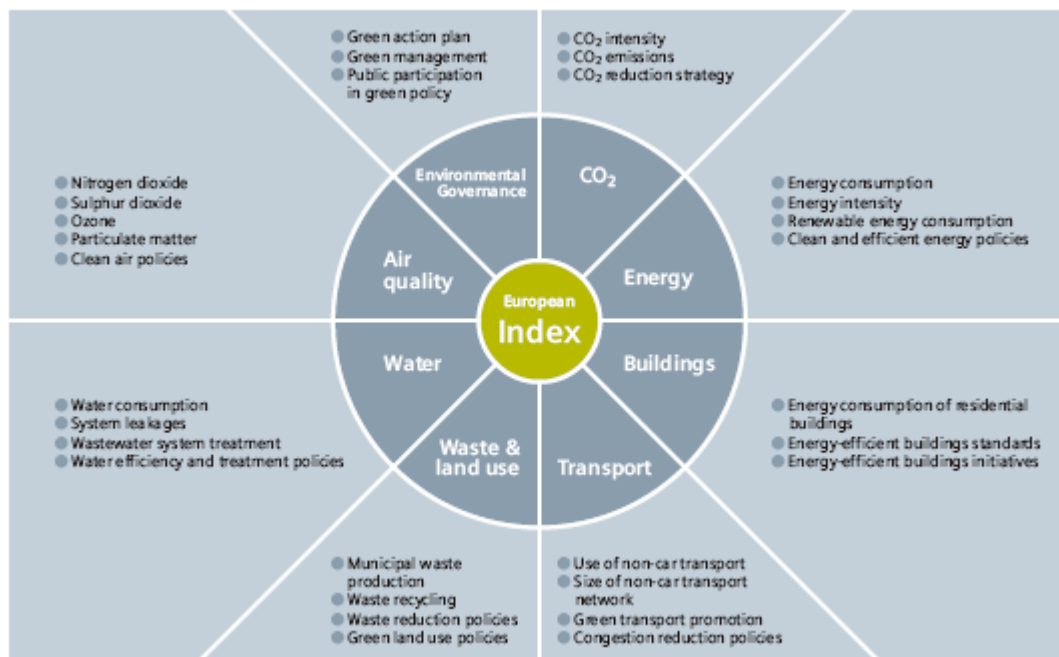 Green action plan
Green management
Public participation
in green policy
CO₂ intensity
CO₂ emissions
CO₂ reduction strategy
Environmental
Governance
CO₂
Nitrogen dioxide
Sulphur dioxide
Ozone
Particulate matter
Clean air policies
Energy consumption
Energy intensity
Renewable energy consumption
Clean and efficient energy policies
Air
quality
Energy
European
Index
Water
Buildings
Water consumption
System leakages
Wastewater system treatment
Water efficiency and treatment policies
Energy consumption of residential
buildings
Energy-efficient buildings standards
Energy-efficient buildings initiatives
Waste &
land use
Transport
Municipal waste
production
Waste recycling
Waste reduction policies
Green land use policies
Use of non-car transport
Size of non-car transport
network
Green transport promotion
Congestion reduction policies